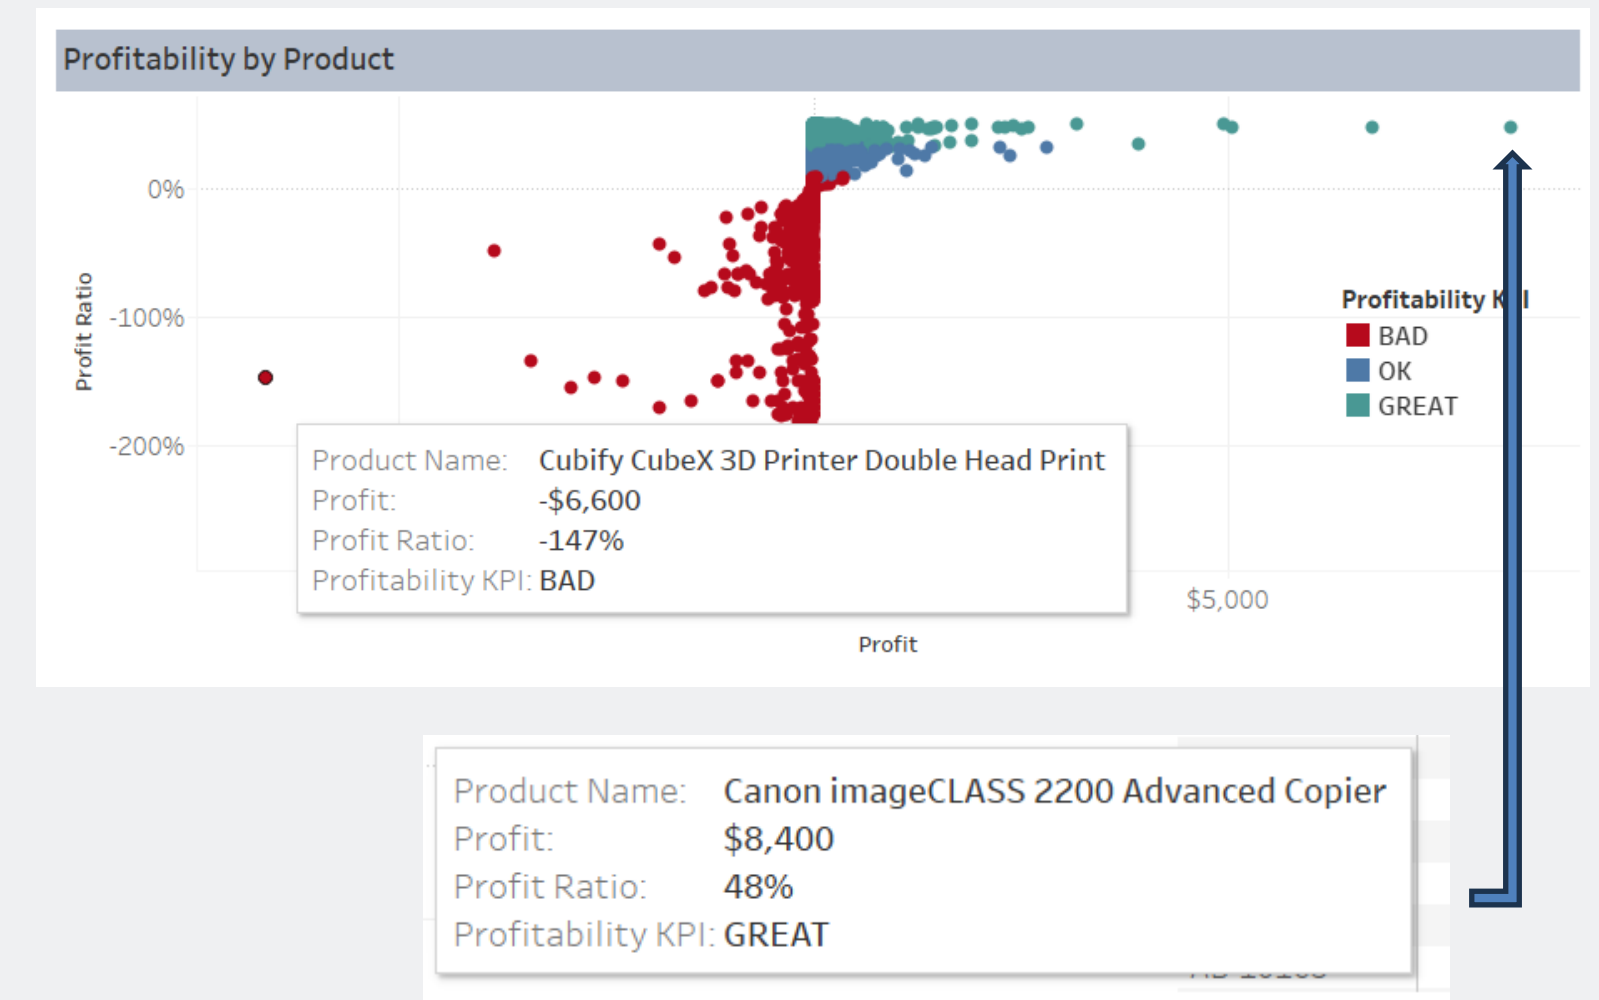 Profitability by Product
0%
-100%
-200%
Profit Ratio
Profitability K I
BAD
OK
GREAT
Product Name: Cubify CubeX 3D Printer Double Head Print
Profit: -$6,600
Profit Ratio: -147%
Profitability KPI: BAD
$5,000
Profit
Product Name: Canon imageCLASS 2200 Advanced Copier
Profit: $8,400
Profit Ratio: 48%
Profitability KPI: GREAT